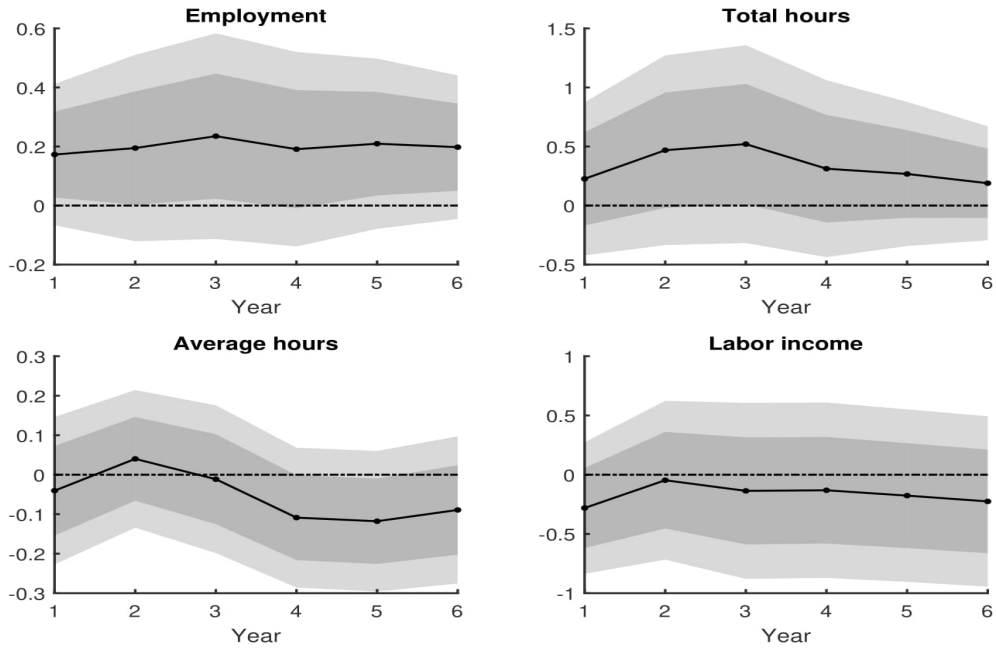 Employment
0.6
0.4
0.2
0
-0.2
1 2 3 4 5 6
Year
Total hours
1.5
1
0.5
0
-0.5
1 2 3 4 5 6
Year
Average hours
0.3
0.2
0.1
0
-0.1
-0.2
-0.3
1 2 3 4 5 6
Year
Labor income
1
0.5
0
-0.5
-1
1 2 3 4 5 6
Year